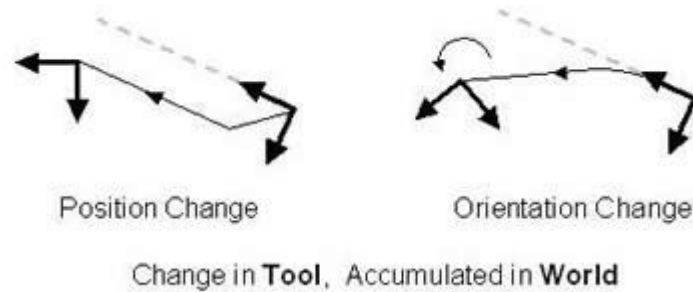 Position Change
Orientation Change
Change in Tool, Accumulated in World